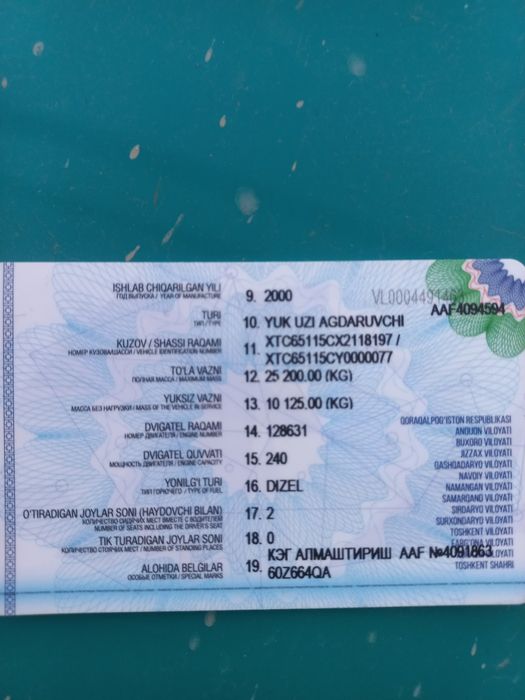 ISHLAB CHIQARILGAN YILI
ГОД ВЫПУСКА / YEAR OF MANUFACTURE
9. 2000
AAF4094594
TURI
ТИП / TYPE
10. YUK UZI AGDARUVCHI
KUZOV / SHASSI RAQAMI
НОМЕР КУЗОВА/ШАССИ / VEHICLE IDENTIFICATION NUMBER
11. XTC65115CX2118197 /
XTC65115CY0000077
TO'LA VAZNI
ПОЛНАЯ МАССА / MAXIMUM MASS
12. 25 200.00 (KG)
YUKSIZ VAZNI
МАССА БЕЗ НАГРУЗКИ / MASS OF THE VEHICLE IN SERVICE
13. 10 125.00 (KG)
DVIGATEL RAQAMI
НОМЕР ДВИГАТЕЛЯ / ENGINE NUMBER
14. 128631
DVIGATEL QUVVATI
МОЩНОСТЬ ДВИГАТЕЛЯ / ENGINE CAPACITY
15. 240
YONILG'I TURI
ТИП ГОРЮЧЕГО / TYPE OF FUEL
16. DIZEL
O'TIRADIGAN JOYLAR SONI (HAYDOVCHI BILAN)
КОЛИЧЕСТВО СИДЯЧИХ МЕСТ ВМЕСТЕ С ВОДИТЕЛЕМ
NUMBER OF SEATS INCLUDING THE DRIVER'S SEAT
17. 2
TIK TURADIGAN JOYLAR SONI
КОЛИЧЕСТВО СТОЯЧИХ МЕСТ / NUMBER OF STANDING PLACES
18. 0
ALOHIDA BELGILAR
ОСОБЫЕ ОТМЕТКИ / SPECIAL MARKS
19. КЭГ АЛМАШТИРИШ AAF №4091863
60Z664QA
QORAQALPOG'ISTON RESPUBLIKASI
ANDIJON VILOYATI
BUXORO VILOYATI
JIZZAX VILOYATI
QASHQADARYO VILOYATI
NAVOIY VILOYATI
NAMANGAN VILOYATI
SAMARQAND VILOYATI
SIRDARYO VILOYATI
SURXONDARYO VILOYATI
TOSHKENT VILOYATI
FARG'ONA VILOYATI
TOSHKENT SHAHRI